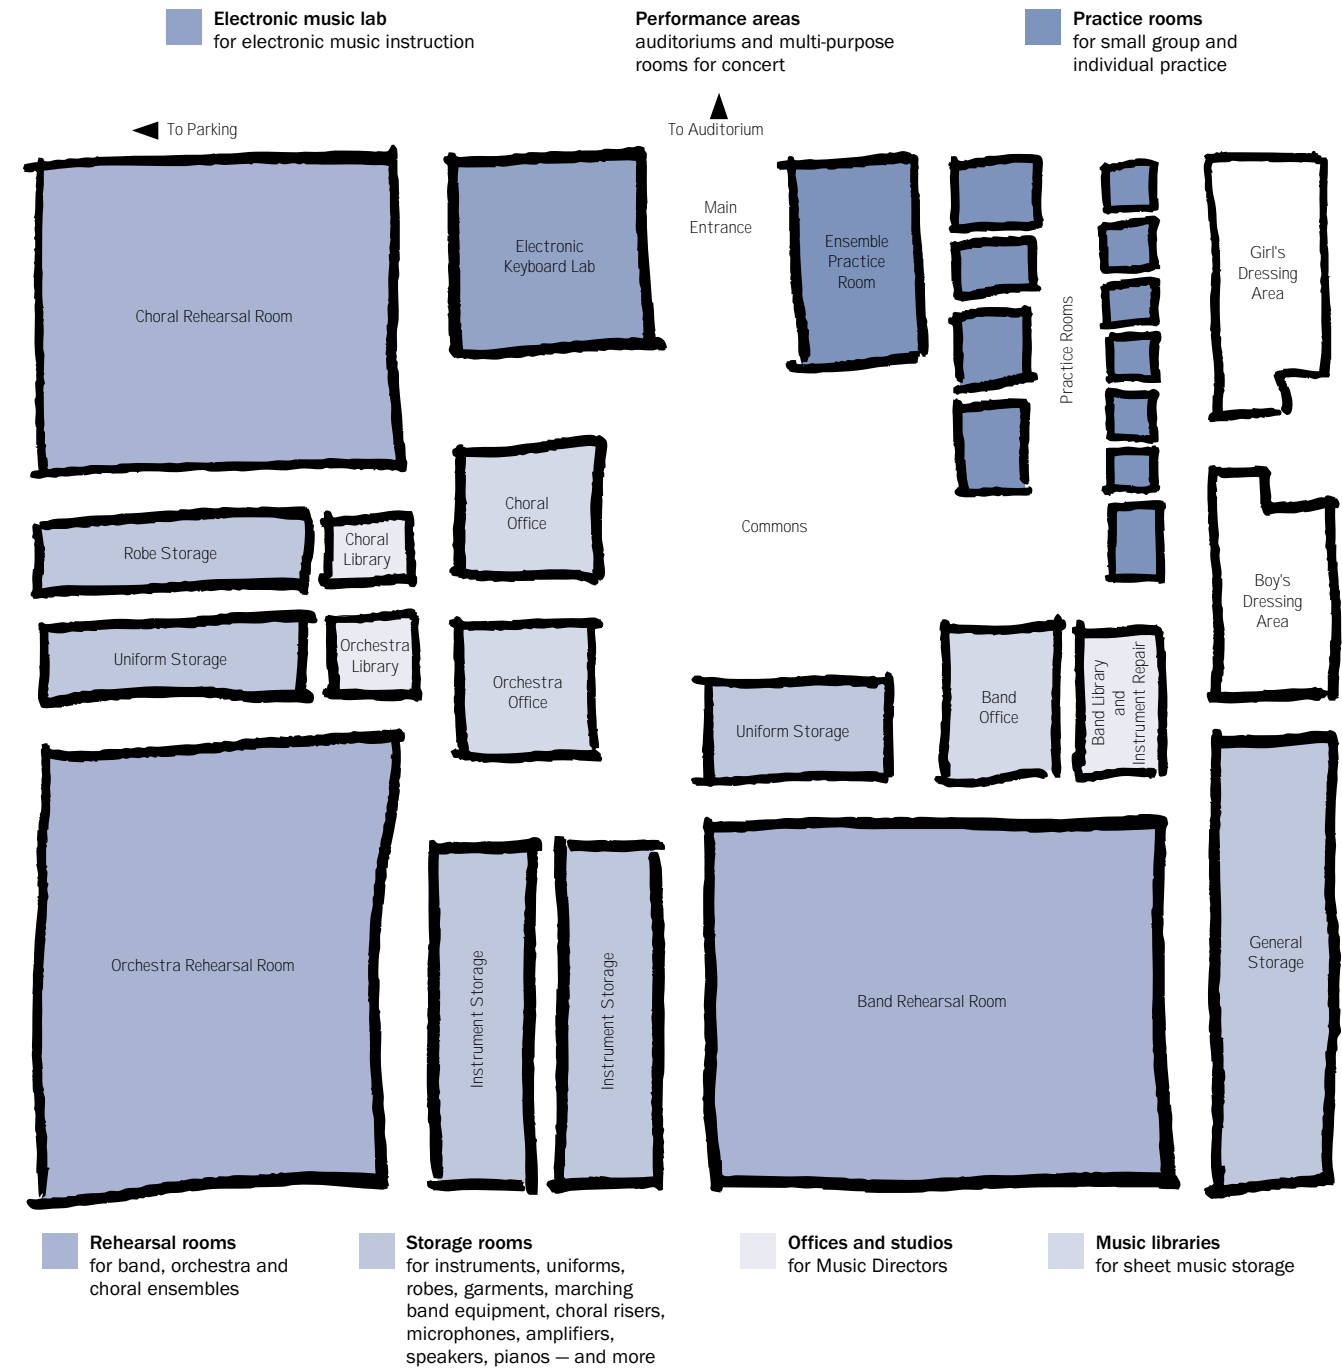 Electronic music lab
for electronic music instruction
Performance areas
auditoriums and multi-purpose
rooms for concert
Practice rooms
for small group and
individual practice
To Parking
To Auditorium
Main
Entrance
Choral Rehearsal Room
Electronic
Keyboard Lab
Ensemble
Practice
Room
Practice Rooms
Girl's
Dressing
Area
Choral
Office
Commons
Robe Storage
Choral
Library
Boy's
Dressing
Area
Uniform Storage
Orchestra
Library
Orchestra
Office
Uniform Storage
Band
Office
Band Library
and
Instrument Repair
Orchestra Rehearsal Room
Instrument Storage
Instrument Storage
Band Rehearsal Room
General
Storage
Rehearsal rooms
for band, orchestra and
choral ensembles
Storage rooms
for instruments, uniforms,
robes, garments, marching
band equipment, choral risers,
microphones, amplifiers,
speakers, pianos — and more
Offices and studios
for Music Directors
Music libraries
for sheet music storage